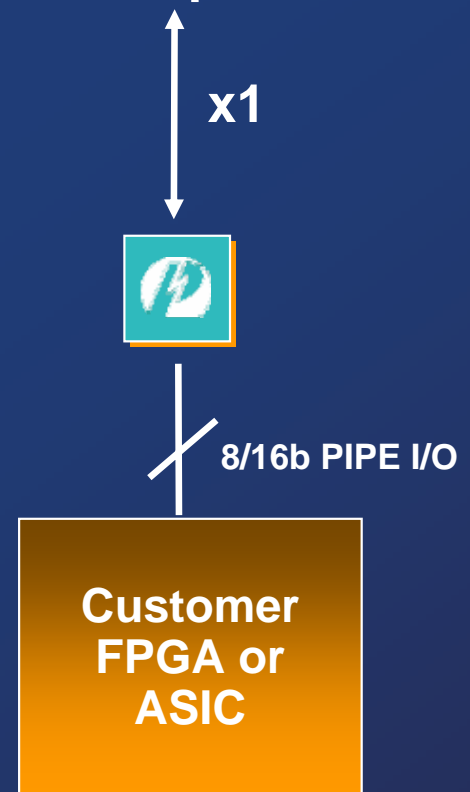 x1
8/16b PIPE I/O
Customer
FPGA or
ASIC